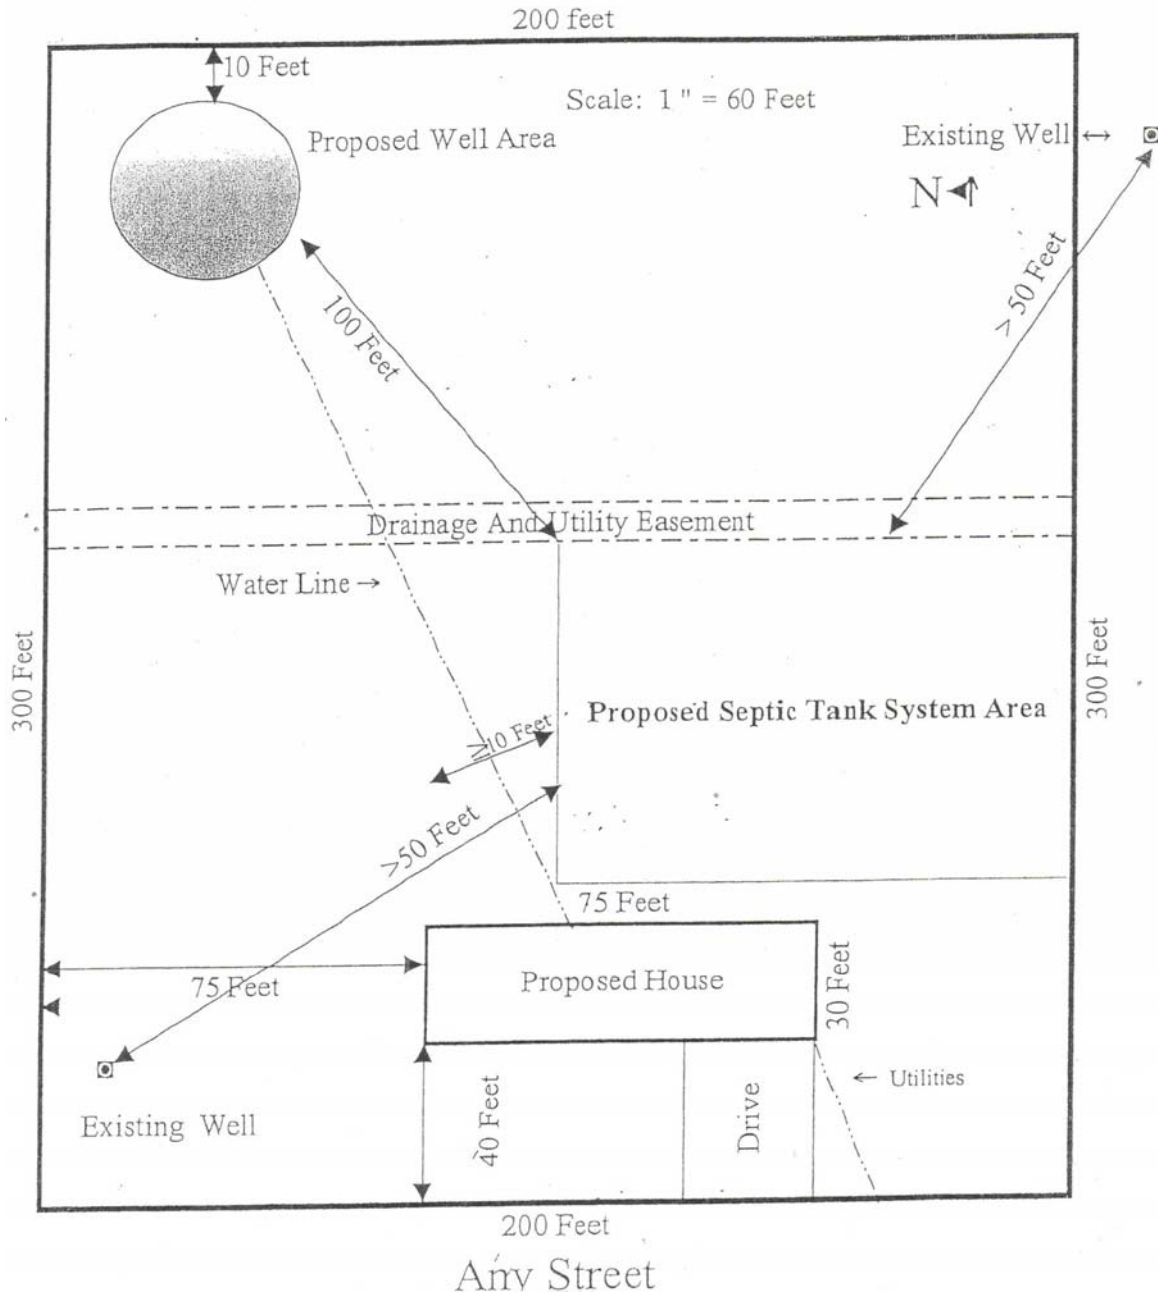 200 feet
10 Feet
Scale: 1 " = 60 Feet
Proposed Well Area
Existing Well ↔
N
> 50 Feet
100 Feet
Drainage And Utility Easement
Water Line →
300 Feet
300 Feet
Proposed Septic Tank System Area
≥10 Feet
>50 Feet
75 Feet
75 Feet
Proposed House
30 Feet
← Utilities
Existing Well
40 Feet
Drive
200 Feet
Any Street